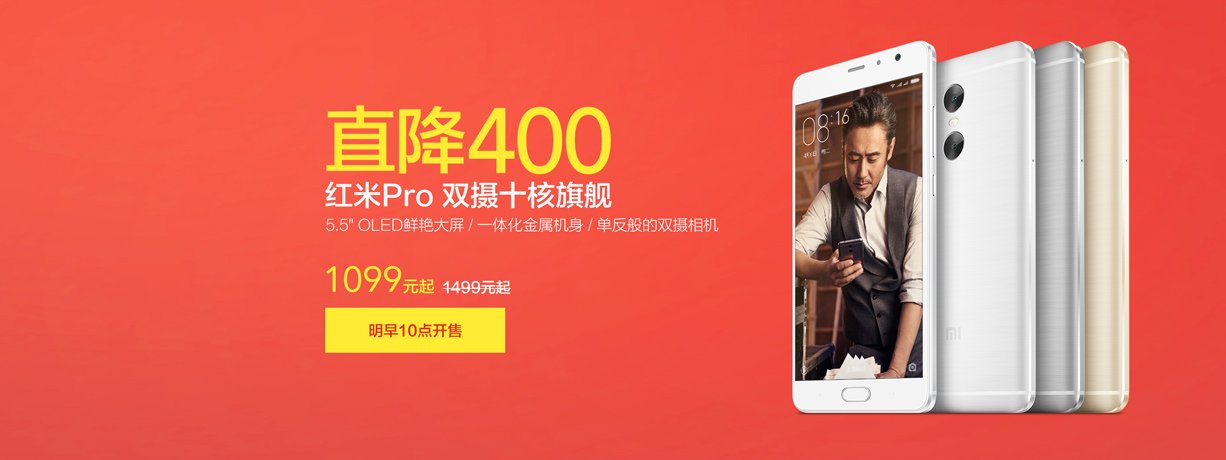 直降400
红米Pro 双摄十核旗舰
5.5" OLED鲜艳大屏 / 一体化金属机身 / 单反般的双摄相机
1099元起 1499元起
明早10点开售
08:16
mi